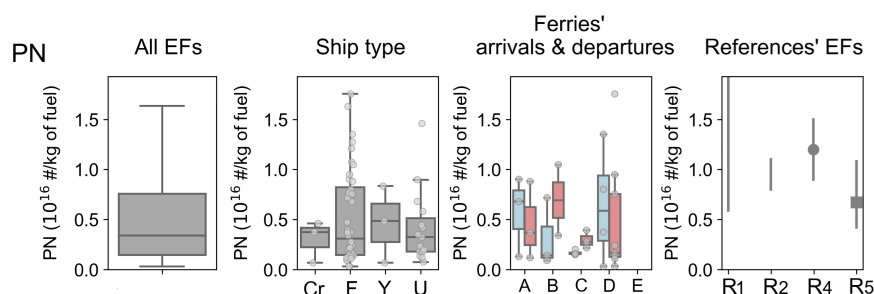 PN
All EFs
PN (10¹⁶ #/kg of fuel)
1.5
1.0
0.5
0.0
Ship type
PN (10¹⁶ #/kg of fuel)
1.5
1.0
0.5
0.0
Cr F Y U
Ferries'
arrivals & departures
PN (10¹⁶ #/kg of fuel)
1.5
1.0
0.5
0.0
A B C D E
References' EFs
PN (10¹⁶ #/kg of fuel)
1.5
1.0
0.5
0.0
R1 R2 R4 R5